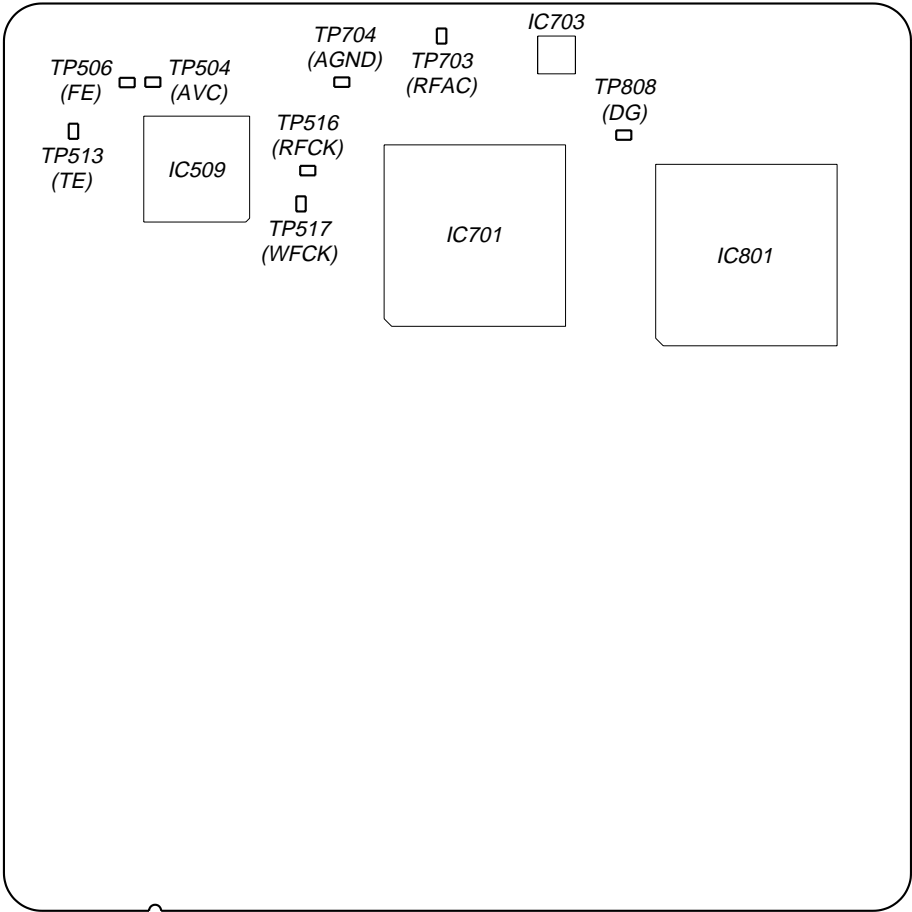 TP704
(AGND)
TP703
(RFAC)
IC703
TP506
(FE)
TP504
(AVC)
TP808
(DG)
TP513
(TE)
IC509
TP516
(RFCK)
TP517
(WFCK)
IC701
IC801